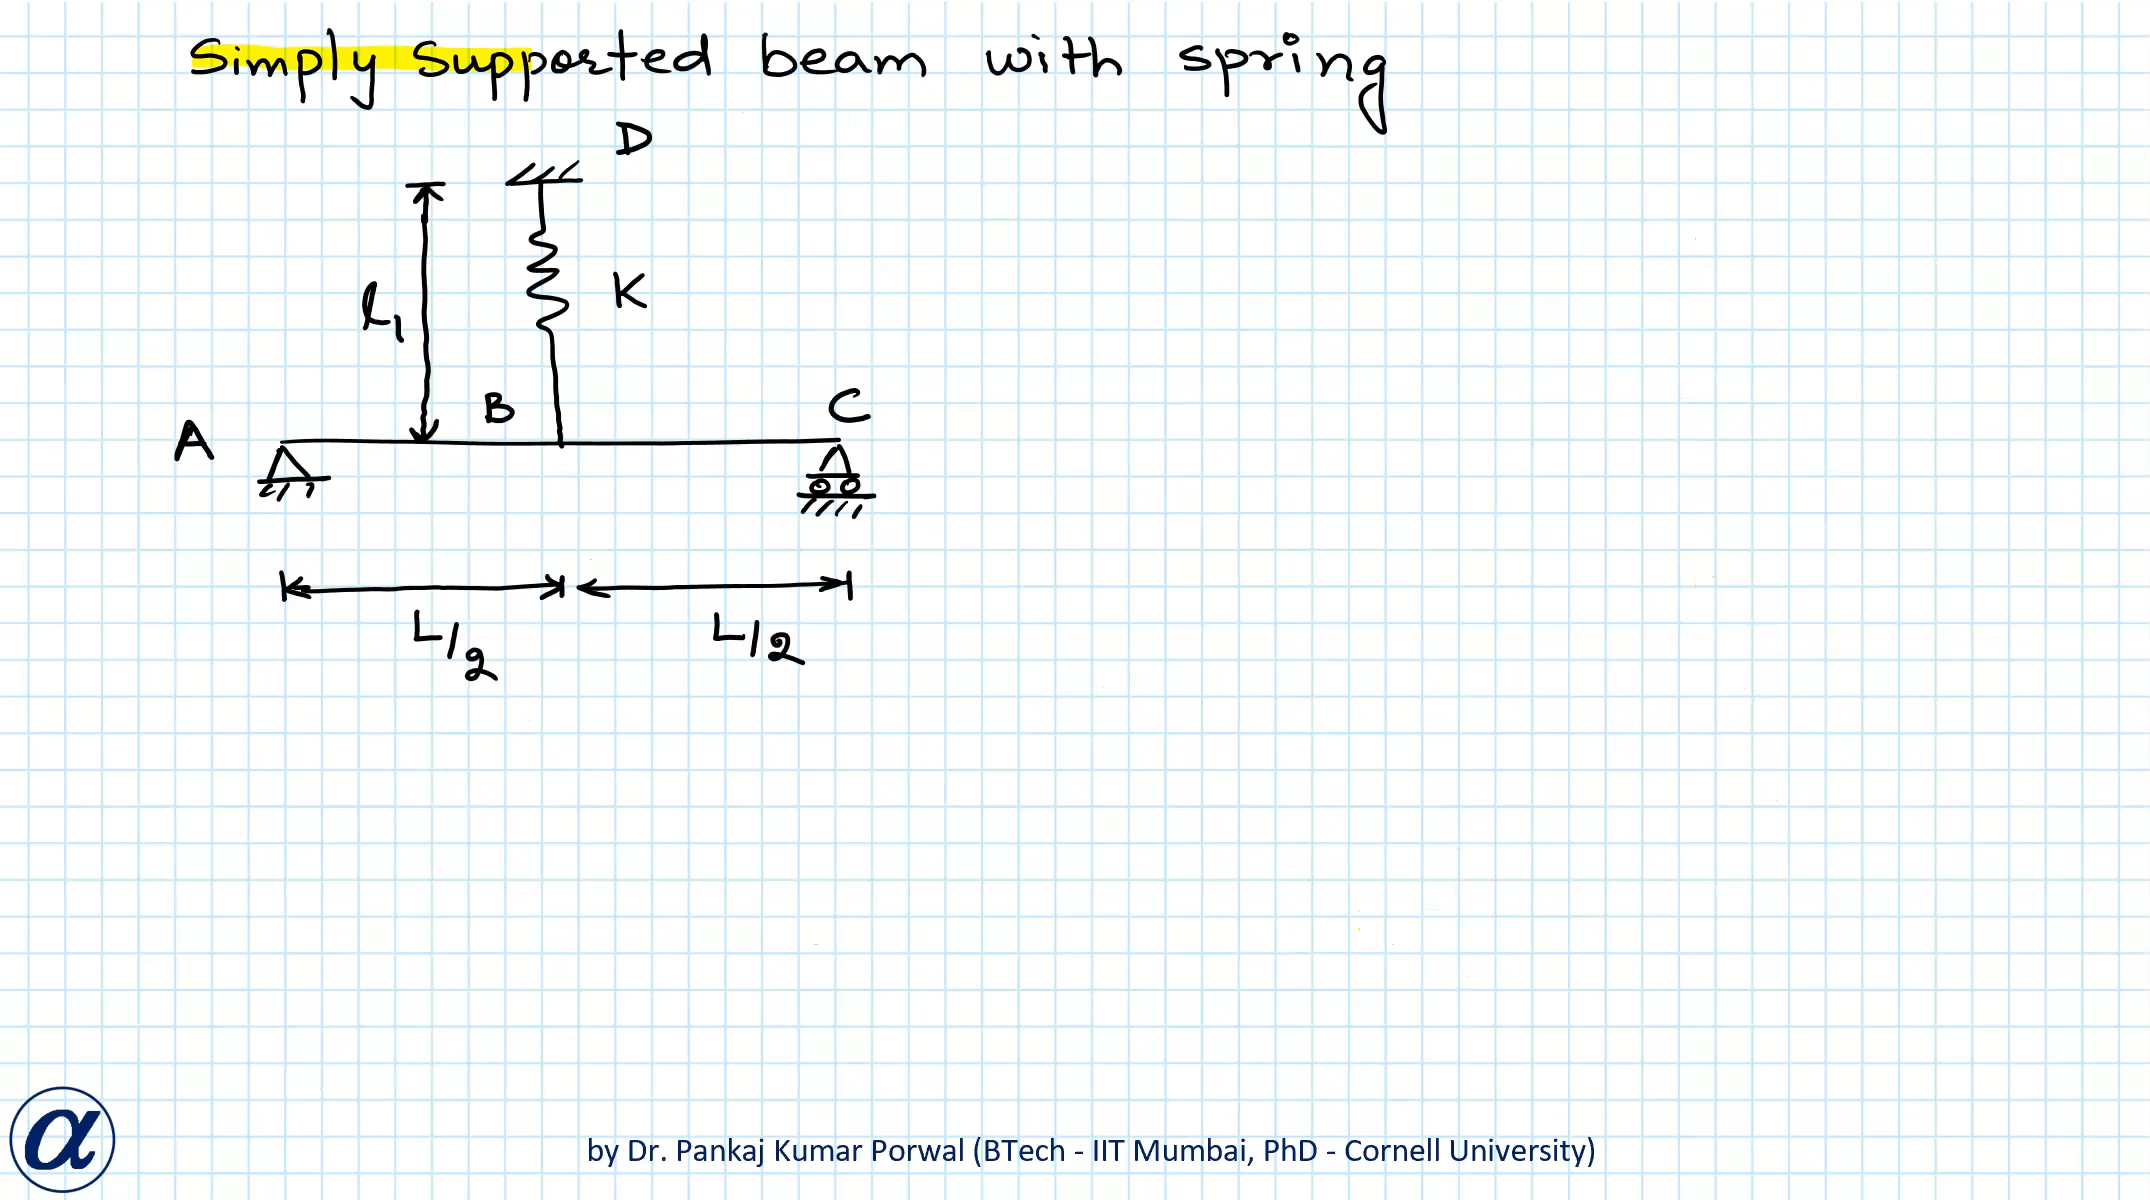 Simply Supported beam with spring
D
K
l₁
B
C
A
L/2
L/2
α
by Dr. Pankaj Kumar Porwal (BTech - IIT Mumbai, PhD - Cornell University)